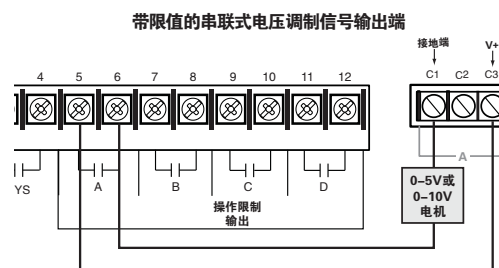 带限值的串联式电压调制信号输出端
接地端 V+
4 5 6 7 8 9 10 11 12 C1 C2 C3
YS A B C D A
操作限制
输出
0–5V或
0–10V
电机